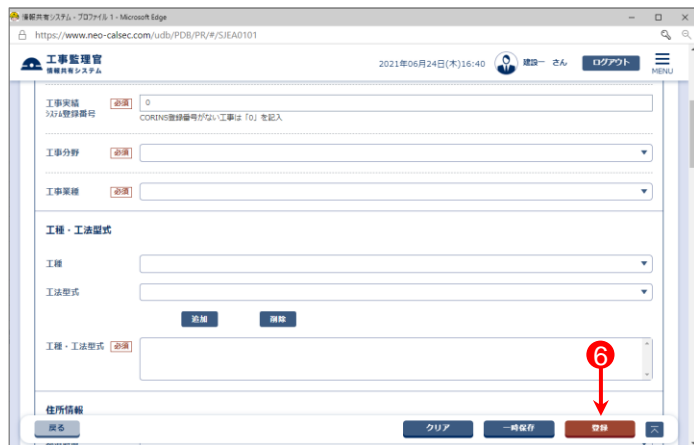 情報共有システム - プロファイル 1 - Microsoft Edge
https://www.neo-calsec.com/udb/PDB/PR/#/SJEA0101
工事監理官
情報共有システム
2021年06月24日(木)16:40
建設一 さん
ログアウト
MENU
工事実績
システム登録番号
必須
0
CORINS登録番号がない工事は「0」を記入
工事分野 必須
工事業種 必須
工種・工法型式
工種
工法型式
追加 削除
工種・工法型式 必須
6
住所情報
戻る クリア 一時保存 登録